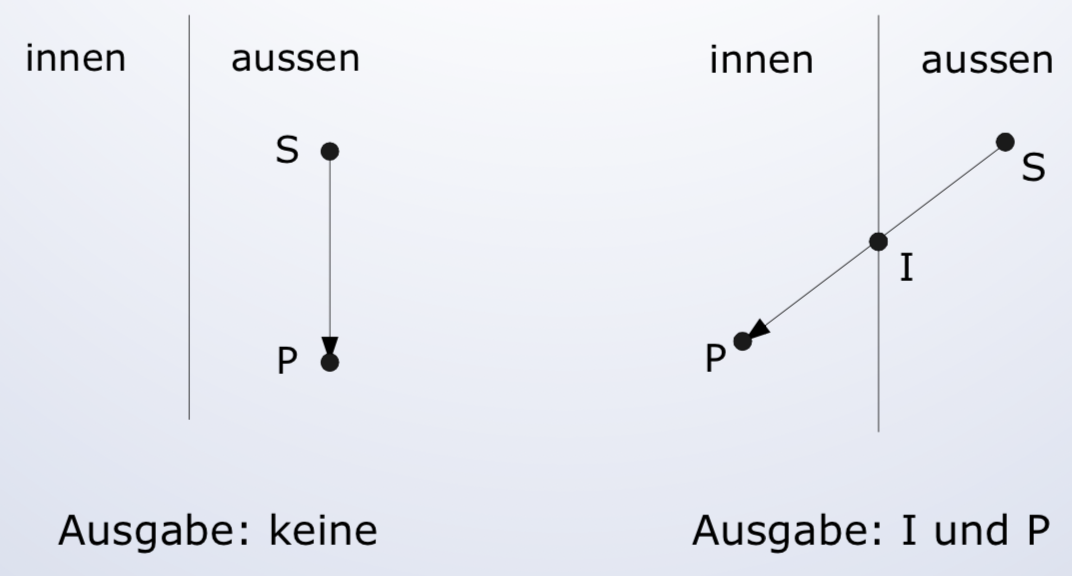 innen
aussen
S
P
Ausgabe: keine
innen
aussen
S
I
P
Ausgabe: I und P